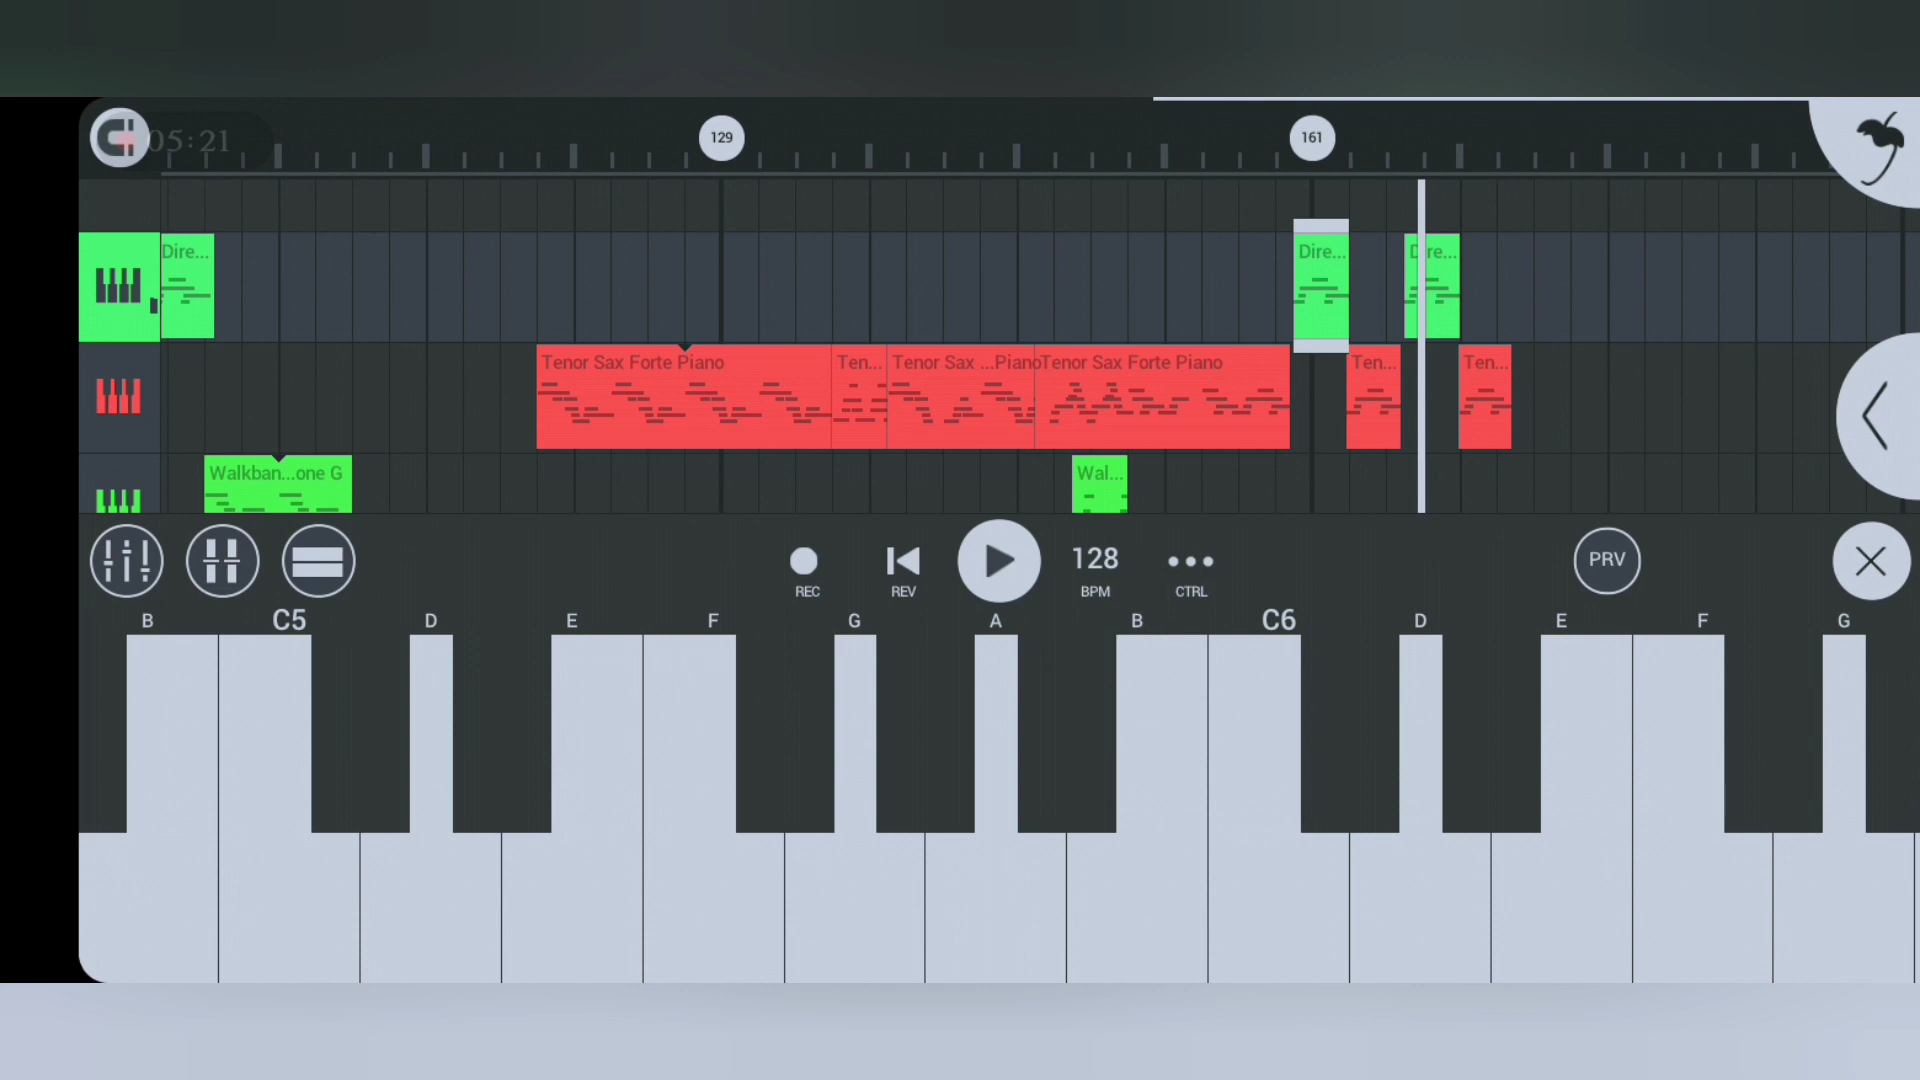 05:21
129
161
Dire...
Dire...
Dire...
Tenor Sax Forte Piano
Ten...
Tenor Sax ...Piano
Tenor Sax Forte Piano
Ten...
Ten...
Walkban...one G
Wal...
REC
REV
128
BPM
CTRL
PRV
B
C5
D
E
F
G
A
B
C6
D
E
F
G